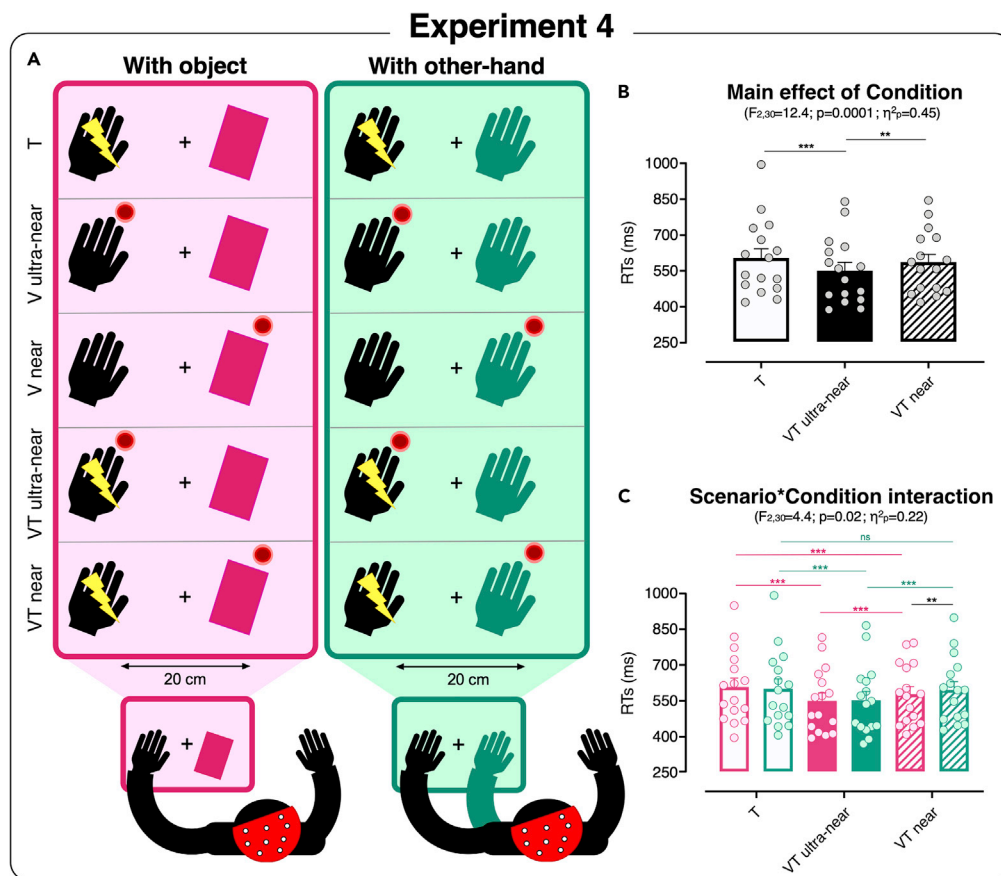 Experiment 4
A
With object
With other-hand
T
+
+
V ultra-near
+
+
V near
+
+
VT ultra-near
+
+
VT near
+
+
20 cm
20 cm
+
+
B
Main effect of Condition
(F2,30=12.4; p=0.0001; η²p=0.45)
***
**
1000
850
700
550
400
250
RTs (ms)
T
VT ultra-near
VT near
C
Scenario*Condition interaction
(F2,30=4.4; p=0.02; η²p=0.22)
ns
***
***
***
***
***
**
1000
850
700
550
400
250
RTs (ms)
T
VT ultra-near
VT near